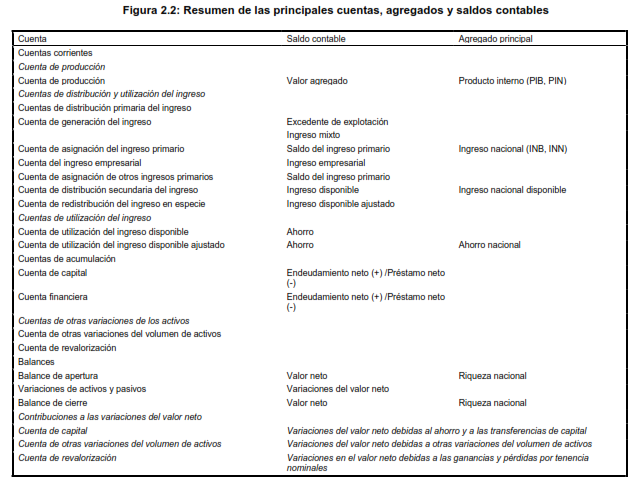 Figura 2.2: Resumen de las principales cuentas, agregados y saldos contables
Cuenta Saldo contable Agregado principal
Cuentas corrientes
Cuenta de producción
Cuenta de producción Valor agregado Producto interno (PIB, PIN)
Cuentas de distribución y utilización del ingreso
Cuentas de distribución primaria del ingreso
Cuenta de generación del ingreso Excedente de explotación
Ingreso mixto
Cuenta de asignación del ingreso primario Saldo del ingreso primario Ingreso nacional (INB, INN)
Cuenta del ingreso empresarial Ingreso empresarial
Cuenta de asignación de otros ingresos primarios Saldo del ingreso primario
Cuenta de distribución secundaria del ingreso Ingreso disponible Ingreso nacional disponible
Cuenta de redistribución del ingreso en especie Ingreso disponible ajustado
Cuentas de utilización del ingreso
Cuenta de utilización del ingreso disponible Ahorro
Cuenta de utilización del ingreso disponible ajustado Ahorro Ahorro nacional
Cuentas de acumulación
Cuenta de capital Endeudamiento neto (+) /Préstamo neto
(-)
Cuenta financiera Endeudamiento neto (+) /Préstamo neto
(-)
Cuentas de otras variaciones de los activos
Cuenta de otras variaciones del volumen de activos
Cuenta de revalorización
Balances
Balance de apertura Valor neto Riqueza nacional
Variaciones de activos y pasivos Variaciones del valor neto
Balance de cierre Valor neto Riqueza nacional
Contribuciones a las variaciones del valor neto
Cuenta de capital Variaciones del valor neto debidas al ahorro y a las transferencias de capital
Cuenta de otras variaciones del volumen de activos Variaciones del valor neto debidas a otras variaciones del volumen de activos
Cuenta de revalorización Variaciones en el valor neto debidas a las ganancias y pérdidas por tenencia
nominales